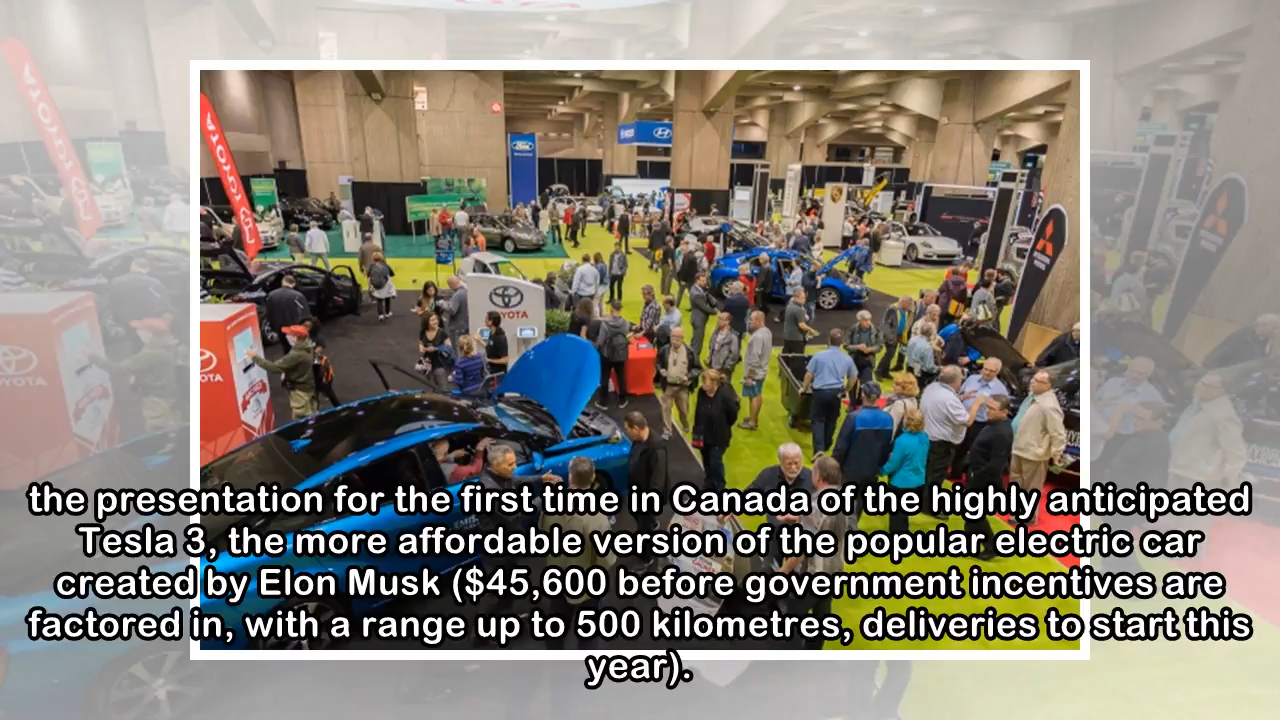 TOYOTA
Ford
TOYOTA
TOYOTA
the presentation for the first time in Canada of the highly anticipated
Tesla 3, the more affordable version of the popular electric car
created by Elon Musk ($45,600 before government incentives are
factored in, with a range up to 500 kilometres, deliveries to start this
year).